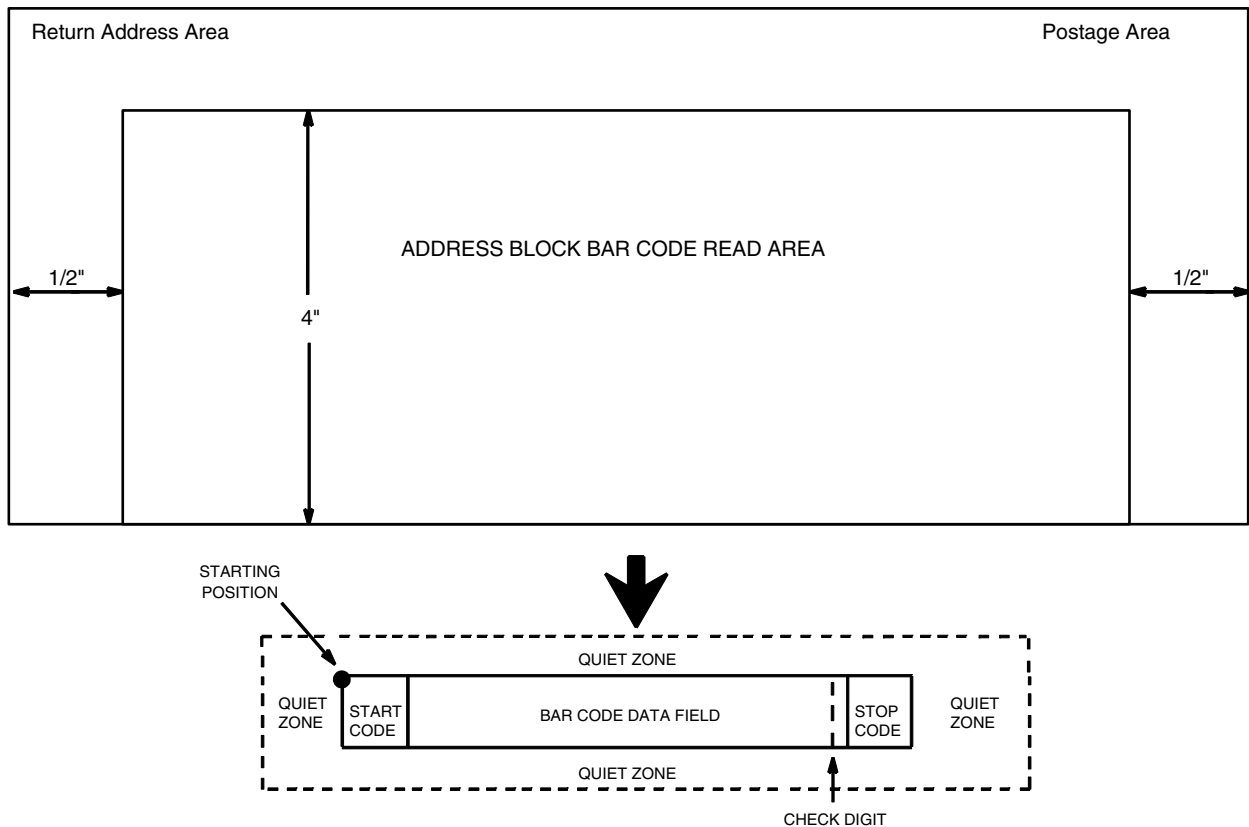 Return Address Area
Postage Area
ADDRESS BLOCK BAR CODE READ AREA
1/2"
1/2"
4"
STARTING
POSITION
QUIET ZONE
QUIET
ZONE
START
CODE
BAR CODE DATA FIELD
STOP
CODE
QUIET
ZONE
QUIET ZONE
CHECK DIGIT